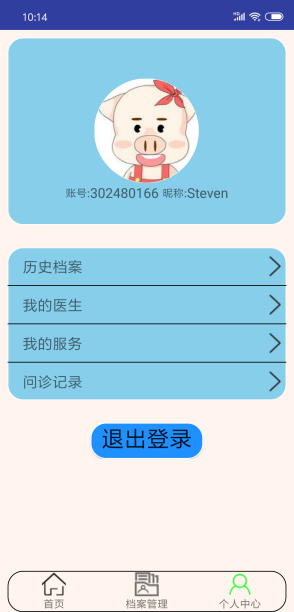 10:14
账号:302480166 昵称:Steven
历史档案
我的医生
我的服务
问诊记录
退出登录
首页 档案管理 个人中心